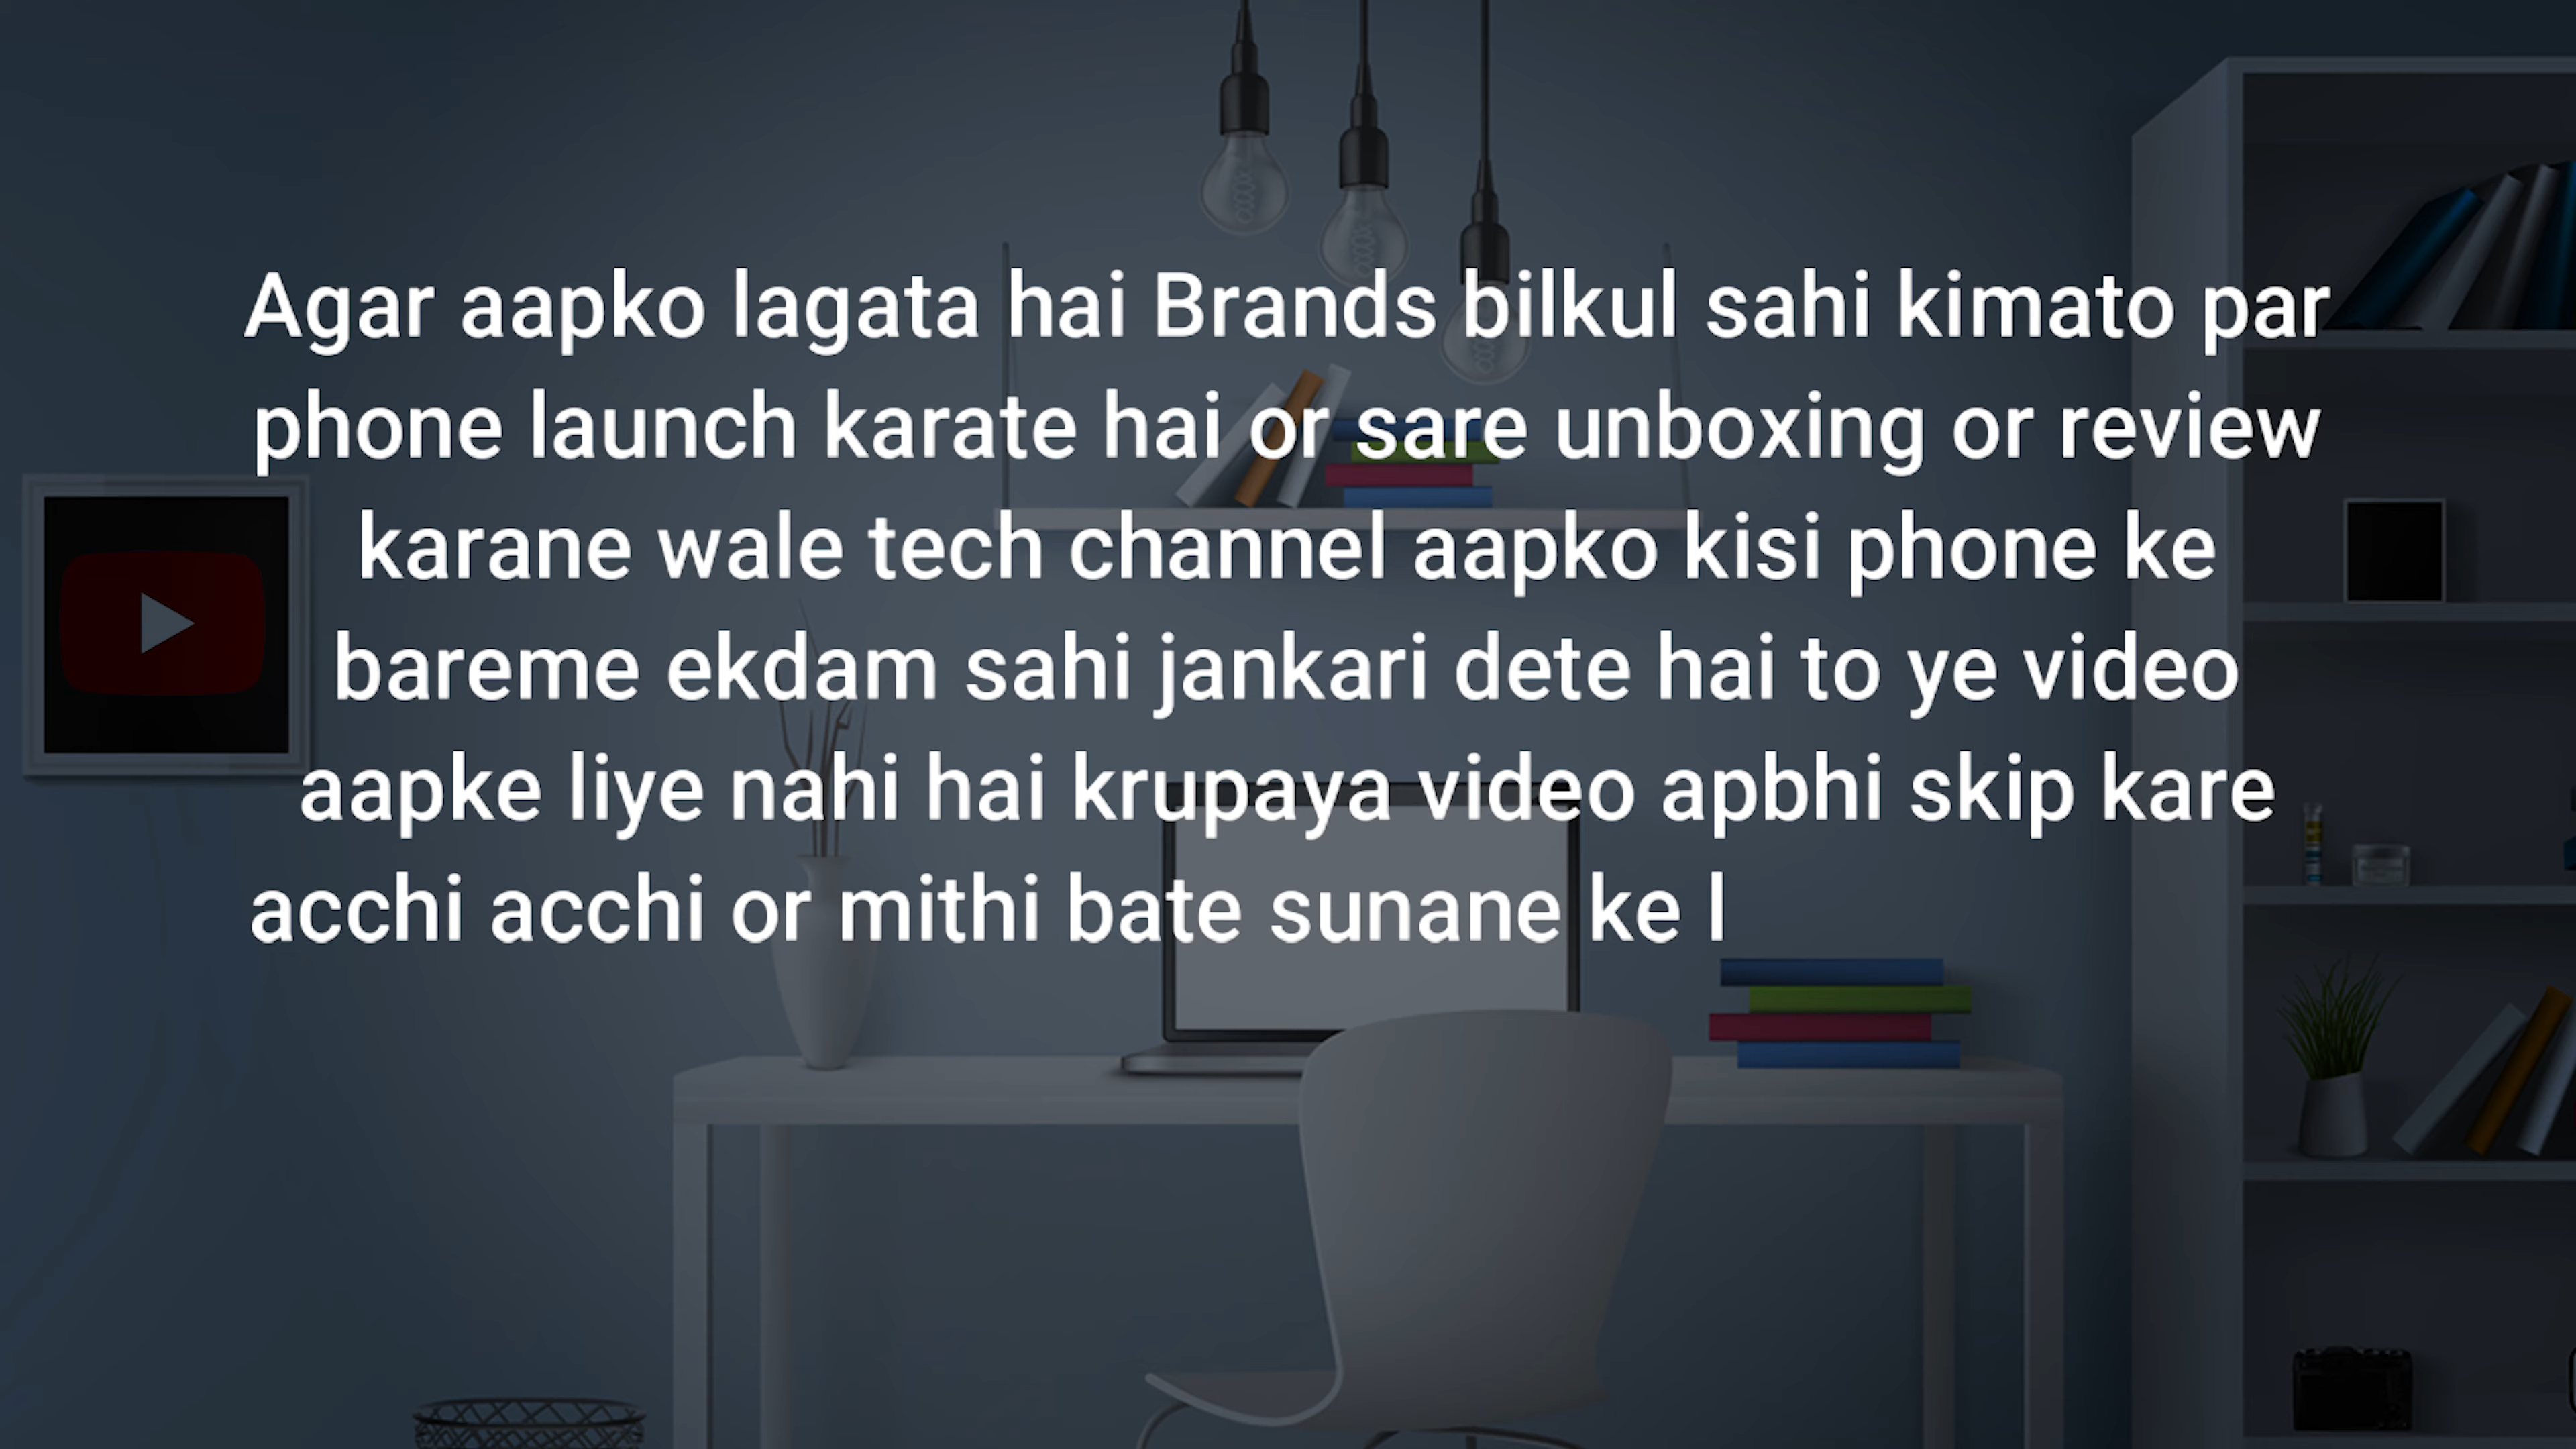 Agar aapko lagata hai Brands bilkul sahi kimato par
phone launch karate hai or sare unboxing or review
karane wale tech channel aapko kisi phone ke
bareme ekdam sahi jankari dete hai to ye video
aapke liye nahi hai krupaya video apbhi skip kare
acchi acchi or mithi bate sunane ke l